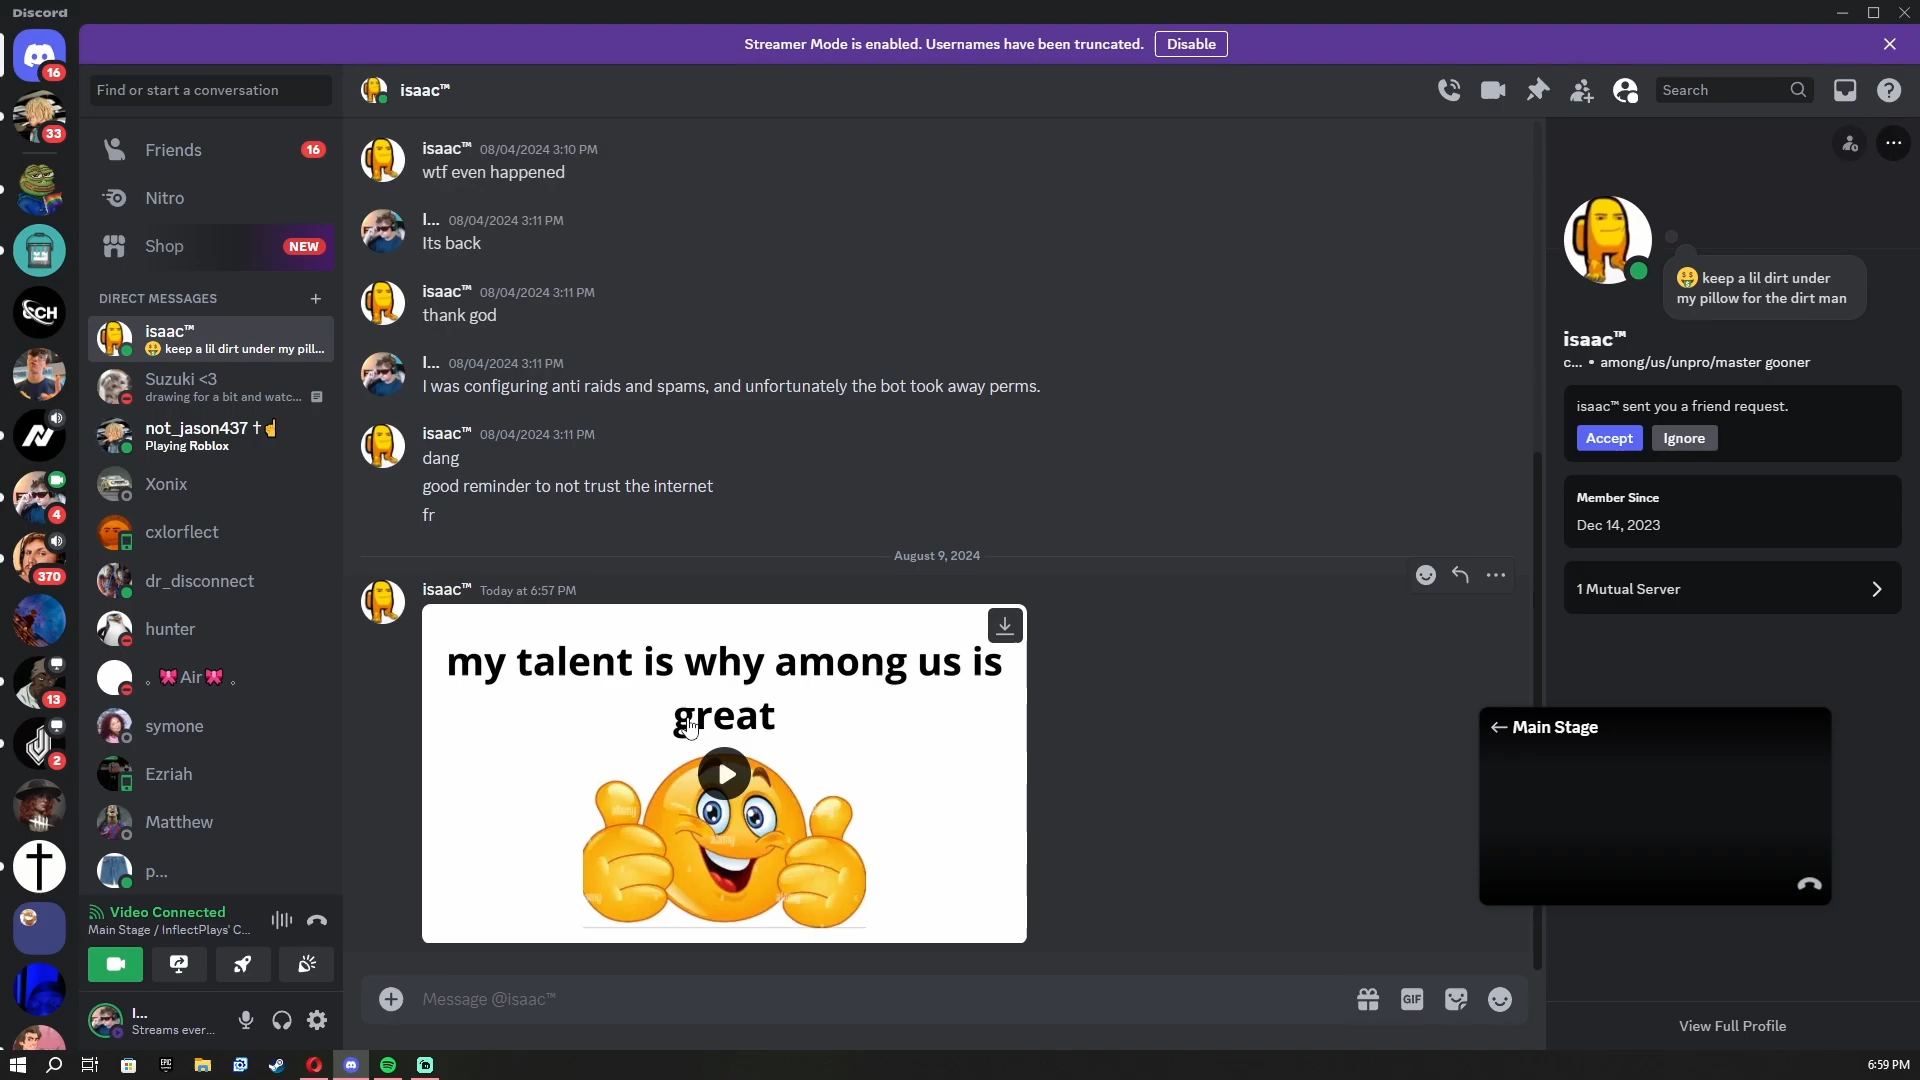 Discord
Streamer Mode is enabled. Usernames have been truncated.
Disable
16
33
4
370
13
2
SCH
Find or start a conversation
Friends
16
Nitro
Shop
NEW
DIRECT MESSAGES
isaac™
🤑 keep a lil dirt under my pill...
Suzuki <3
drawing for a bit and watc...
not_jason437 †☝
Playing Roblox
Xonix
cxlorflect
dr_disconnect
hunter
。🎀Air🎀 。
symone
Ezriah
Matthew
p...
Video Connected
Main Stage / InflectPlays' C...
I...
Streams ever...
isaac™
Search
isaac™ 08/04/2024 3:10 PM
wtf even happened
I... 08/04/2024 3:11 PM
Its back
isaac™ 08/04/2024 3:11 PM
thank god
I... 08/04/2024 3:11 PM
I was configuring anti raids and spams, and unfortunately the bot took away perms.
isaac™ 08/04/2024 3:11 PM
dang
good reminder to not trust the internet
fr
August 9, 2024
isaac™ Today at 6:57 PM
my talent is why among us is
great
Message @isaac™
GIF
🤑 keep a lil dirt under
my pillow for the dirt man
isaac™
c... • among/us/unpro/master gooner
isaac™ sent you a friend request.
Accept
Ignore
Member Since
Dec 14, 2023
1 Mutual Server
Main Stage
View Full Profile
EPIC
6:59 PM